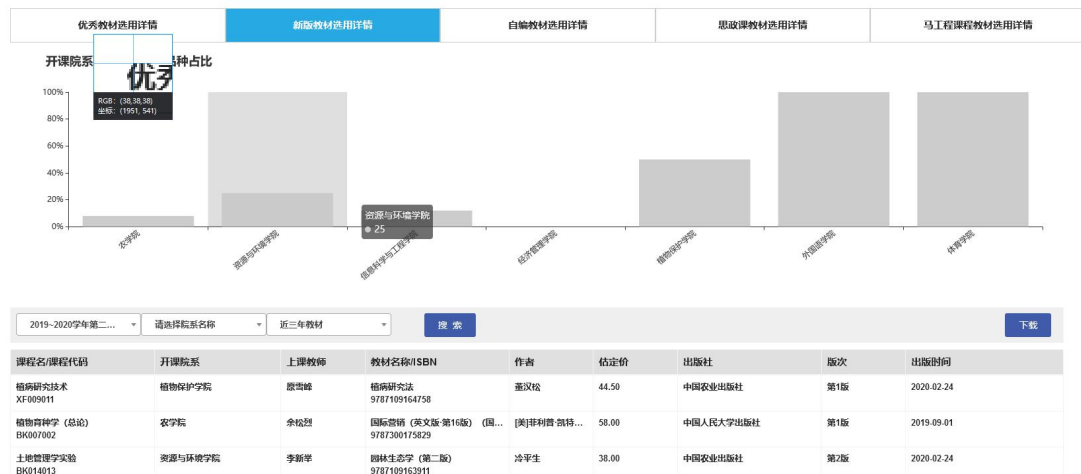 优秀教材选用详情 新版教材选用详情 自编教材选用详情 思政课教材选用详情 马工程课程教材选用详情
开课院系 品种占比
优秀
RGB: (38,38,38)
坐标: (1951, 541)
100%
80%
60%
40%
20%
0%
资源与环境学院
25
农学院 资源与环境学院 信息科学与工程学院 经济管理学院 植物保护学院 外国语学院 体育学院
2019~2020学年第二... 请选择院系名称 近三年教材 搜 索 下载
课程名/课程代码 开课院系 上课教师 教材名称/ISBN 作者 估定价 出版社 版次 出版时间
植病研究技术 植物保护学院 原雪峰 植病研究法 董汉松 44.50 中国农业出版社 第1版 2020-02-24
XF009011 9787109164758
植物育种学（总论） 农学院 余松烈 国际营销（英文版·第16版）（国... [美]菲利普·凯特... 58.00 中国人民大学出版社 第1版 2019-09-01
BK007002 9787300175829
土地管理学实验 资源与环境学院 李新举 园林生态学（第二版） 冷平生 38.00 中国农业出版社 第2版 2020-02-24
BK014013 9787109163911